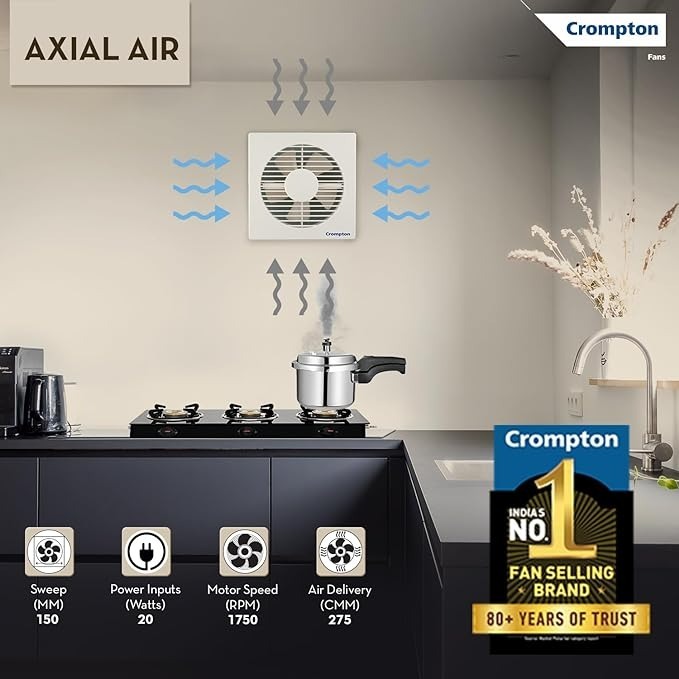 AXIAL AIR
Crompton
Fans
Crompton
Sweep
(MM)
150
Power Inputs
(Watts)
20
Motor Speed
(RPM)
1750
Air Delivery
(CMM)
275
Crompton
INDIA'S
NO. 1
FAN SELLING
BRAND
80+ YEARS OF TRUST